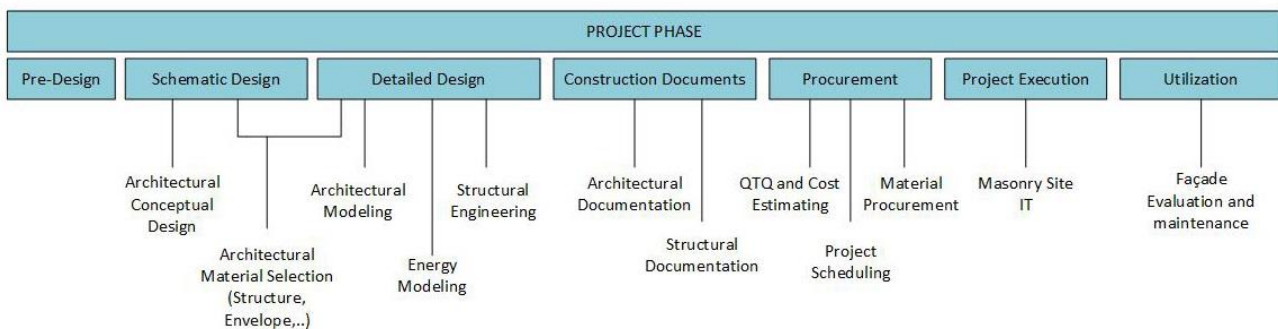 PROJECT PHASE
Pre-Design
Schematic Design
Detailed Design
Construction Documents
Procurement
Project Execution
Utilization
Architectural
Conceptual
Design
Architectural
Material Selection
(Structure,
Envelope,..)
Architectural
Modeling
Energy
Modeling
Structural
Engineering
Architectural
Documentation
Structural
Documentation
QTQ and Cost
Estimating
Project
Scheduling
Material
Procurement
Masonry Site
IT
Façade
Evaluation and
maintenance